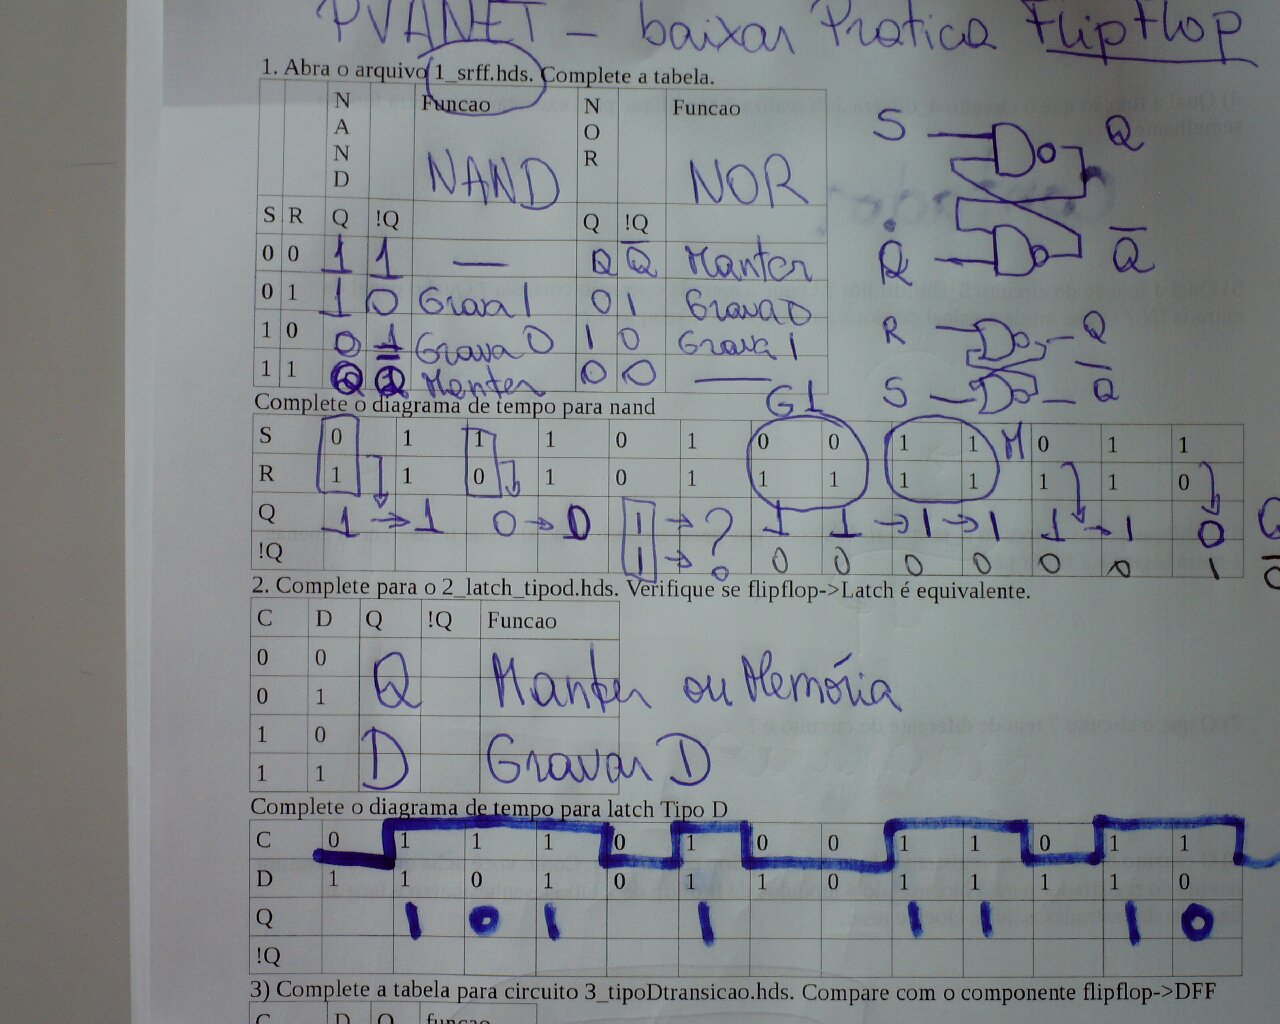 PVANET - baixar Pratica FlipFlop
1. Abra o arquivo 1_srff.hds. Complete a tabela.
NAND Funcao NOR Funcao
NAND NOR
S R Q !Q Q !Q
0 0 1 1 — Q Q̅ Manter
0 1 1 0 Grava 1 0 1 Grava 0
1 0 0 1 Grava 0 1 0 Grava 1
1 1 Q Q̅ Manter 0 0 —
S Q
R Q̅
R Q
S Q̅
Complete o diagrama de tempo para nand
G1
S 0 1 1 1 0 1 0 0 1 1 M 0 1 1
R 1 1 0 1 0 1 1 1 1 1 1 1 0
Q 1 → 1 0 → 0 1 → ? 1 1 → 1 → 1 1 → 1 0 Q
!Q 1 → 0 0 0 0 0 0 1 Q̅
2. Complete para o 2_latch_tipod.hds. Verifique se flipflop->Latch é equivalente.
C D Q !Q Funcao
0 0
0 1 Q Manter ou Memória
1 0
1 1 D Gravar D
Complete o diagrama de tempo para latch Tipo D
C 0 1 1 1 0 1 0 0 1 1 0 1 1
D 1 1 0 1 0 1 1 0 1 1 1 1 0
Q 1 0 1 1 1 1 1 0
!Q
3) Complete a tabela para circuito 3_tipoDtransicao.hds. Compare com o componente flipflop->DFF
C D Q funcao